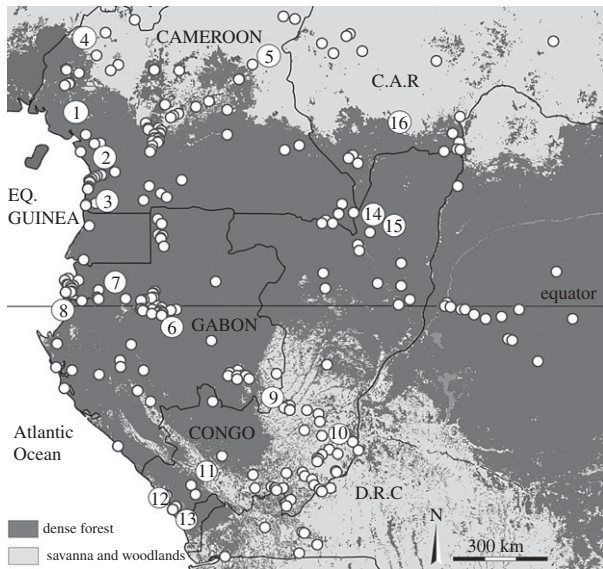 4
CAMEROON
5
C.A.R
1
16
2
EQ.
GUINEA
3
14
15
7
equator
8
6
GABON
9
Atlantic
Ocean
CONGO
10
11
12
D.R.C
13
N
dense forest
savanna and woodlands
300 km